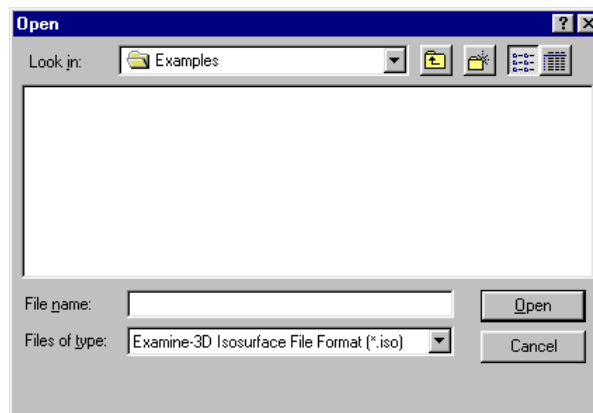 Open
Look in: Examples
File name: Open
Files of type: Examine-3D Isosurface File Format (*.iso) Cancel